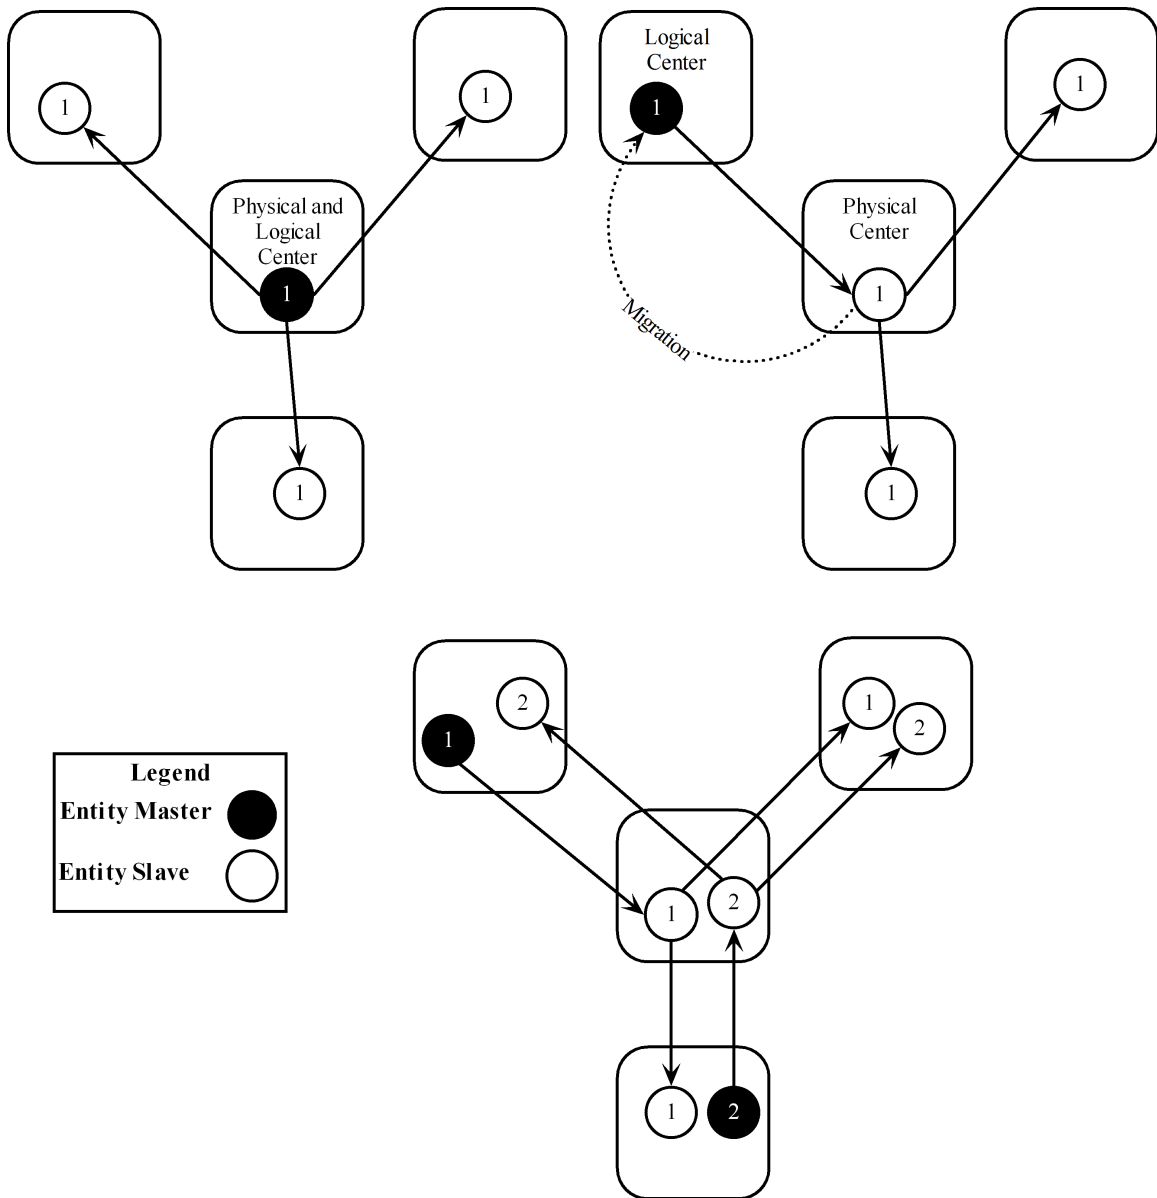 1
1
Physical and
Logical
Center
1
1
Logical
Center
1
1
Physical
Center
1
Migration
1
2
1
1
2
1
2
1
2
Legend
Entity Master
Entity Slave